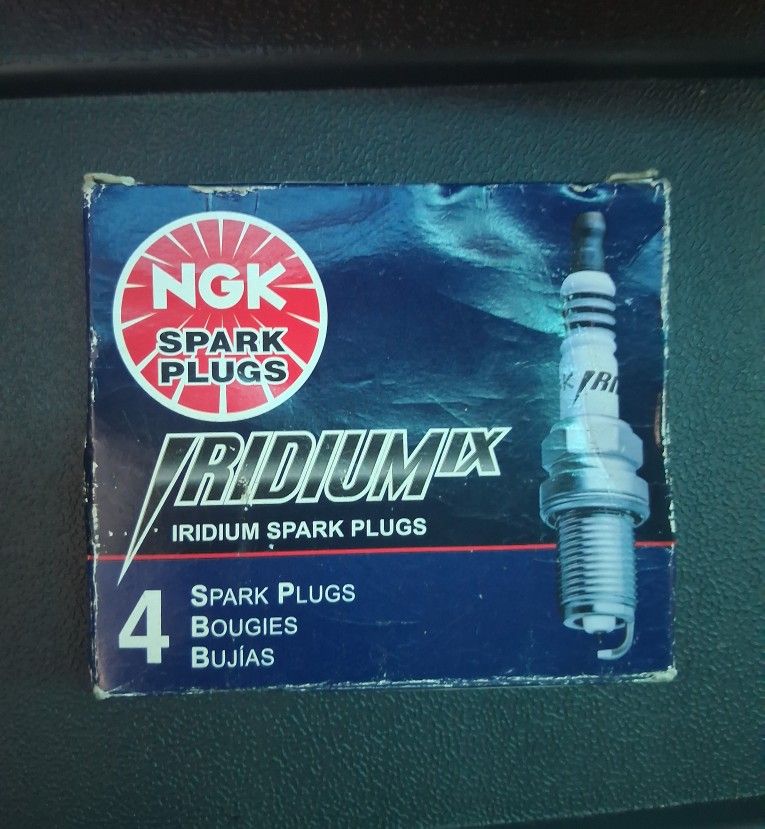 NGK
SPARK
PLUGS
IRIDIUM IX
IRIDIUM SPARK PLUGS
4
SPARK PLUGS
BOUGIES
BUJÍAS